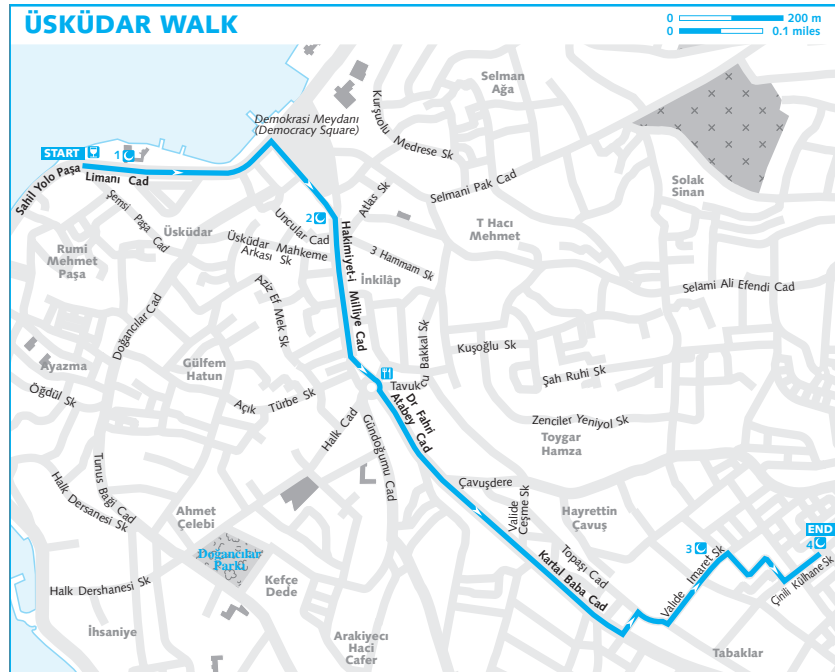 ÜSKÜDAR WALK
0 200 m
0 0.1 miles
Selman
Ağa
Kurşuolu Medrese Sk
Demokrasi Meydanı
(Democracy Square)
START
1
Sahil Yolo Paşa
Limanı Cad
Şemsi Paşa Cad
Üsküdar
Uncular Cad
2
Atlas Sk
Selmani Pak Cad
Solak
Sinan
T Hacı
Mehmet
Rumi
Mehmet
Paşa
Üsküdar Mahkeme
Arkası Sk
Hakimiyet-i Milliye Cad
3 Hammam Sk
İnkilâp
Aziz Ef Mek Sk
Selami Ali Efendi Cad
Doğancılar Cad
Ayazma
Gülfem
Hatun
Kuşoğlu Sk
Tavukcu Bakkal Sk
Şah Ruhi Sk
Öğdül Sk
Açık Türbe Sk
Dr Fahri
Atabey Cad
Halk Cad
Gündoğumu Cad
Zenciler Yeniyol Sk
Toygar
Hamza
Tunus Bağı Cad
Halk Dersanesi Sk
Çavuşdere
Valide
Ceşme Sk
Hayrettin
Çavuş
Ahmet
Çelebi
Doğancılar
Parkı
Topaşı Cad
Kartal Baba Cad
3
Valide Imaret Sk
END
4
Çinili Külhane Sk
Halk Dershanesi Sk
Kefçe
Dede
İhsaniye
Arakiyeci
Haci
Cafer
Tabaklar